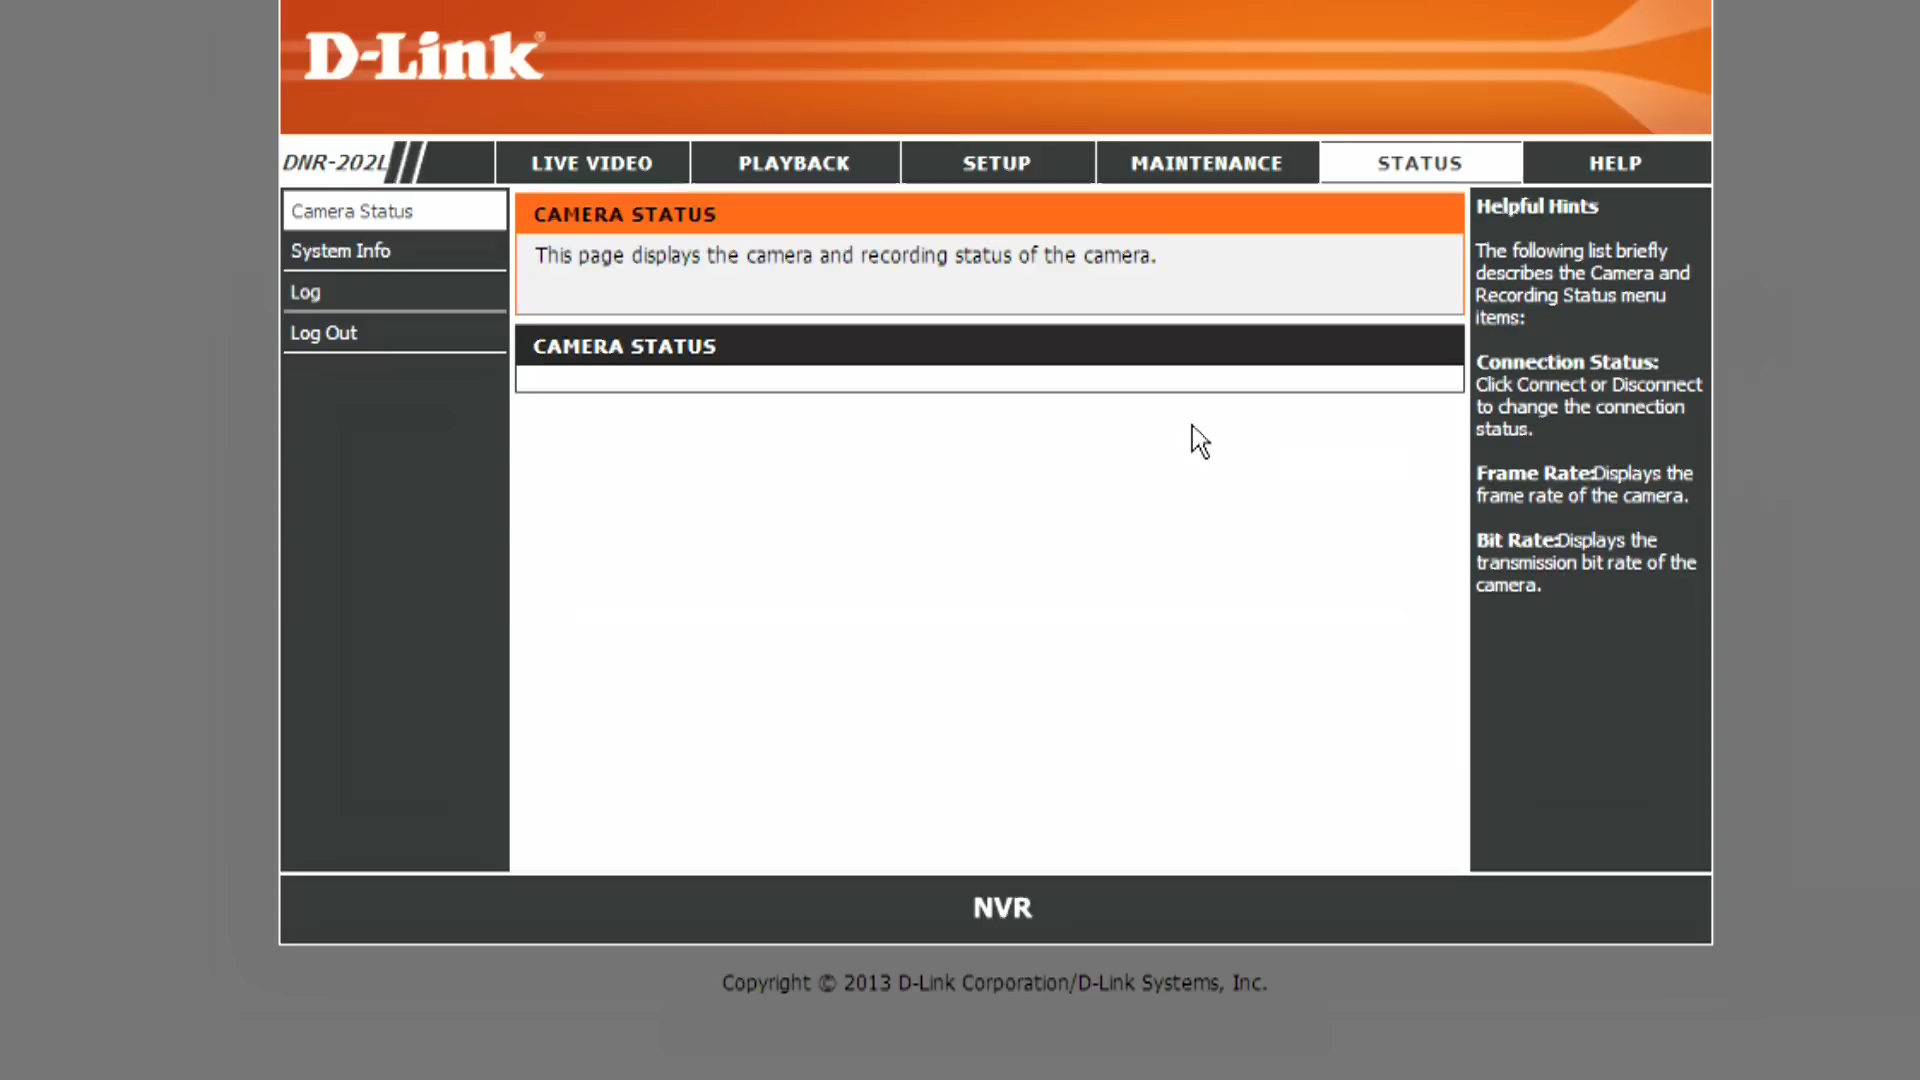 D-Link®
DNR-202L
LIVE VIDEO
PLAYBACK
SETUP
MAINTENANCE
STATUS
HELP
Camera Status
System Info
Log
Log Out
CAMERA STATUS
This page displays the camera and recording status of the camera.
CAMERA STATUS
Helpful Hints
The following list briefly
describes the Camera and
Recording Status menu
items:
Connection Status:
Click Connect or Disconnect
to change the connection
status.
Frame Rate:Displays the
frame rate of the camera.
Bit Rate:Displays the
transmission bit rate of the
camera.
NVR
Copyright © 2013 D-Link Corporation/D-Link Systems, Inc.